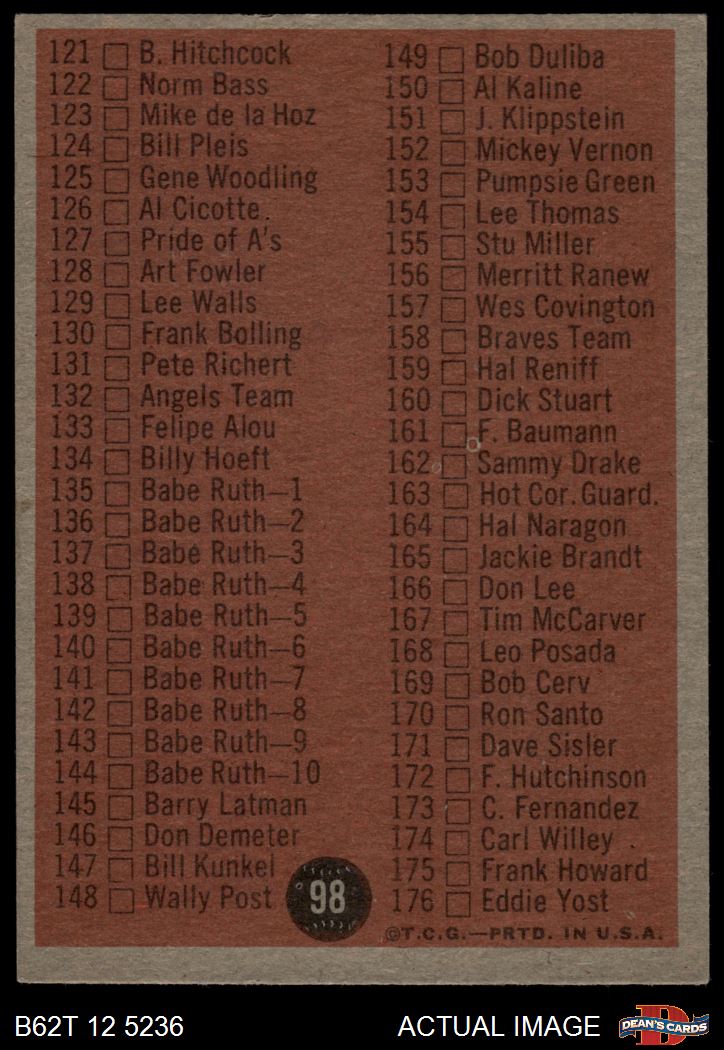 121 B. Hitchcock
122 Norm Bass
123 Mike de la Hoz
124 Bill Pleis
125 Gene Woodling
126 Al Cicotte.
127 Pride of A's
128 Art Fowler
129 Lee Walls
130 Frank Bolling
131 Pete Richert
132 Angels Team
133 Felipe Alou
134 Billy Hoeft
135 Babe Ruth—1
136 Babe Ruth—2
137 Babe Ruth—3
138 Babe Ruth—4
139 Babe Ruth—5
140 Babe Ruth—6
141 Babe Ruth—7
142 Babe Ruth—8
143 Babe Ruth—9
144 Babe Ruth—10
145 Barry Latman
146 Don Demeter
147 Bill Kunkel
148 Wally Post
98
149 Bob Duliba
150 Al Kaline
151 J. Klippstein
152 Mickey Vernon
153 Pumpsie Green
154 Lee Thomas
155 Stu Miller
156 Merritt Ranew
157 Wes Covington
158 Braves Team
159 Hal Reniff
160 Dick Stuart
161 F. Baumann
162 Sammy Drake
163 Hot Cor. Guard.
164 Hal Naragon
165 Jackie Brandt
166 Don Lee
167 Tim McCarver
168 Leo Posada
169 Bob Cerv
170 Ron Santo
171 Dave Sisler
172 F. Hutchinson
173 C. Fernandez
174 Carl Willey
175 Frank Howard
176 Eddie Yost
©T.C.G.—PRTD. IN U.S.A.
B62T 12 5236
ACTUAL IMAGE
D
DEAN'S CARDS